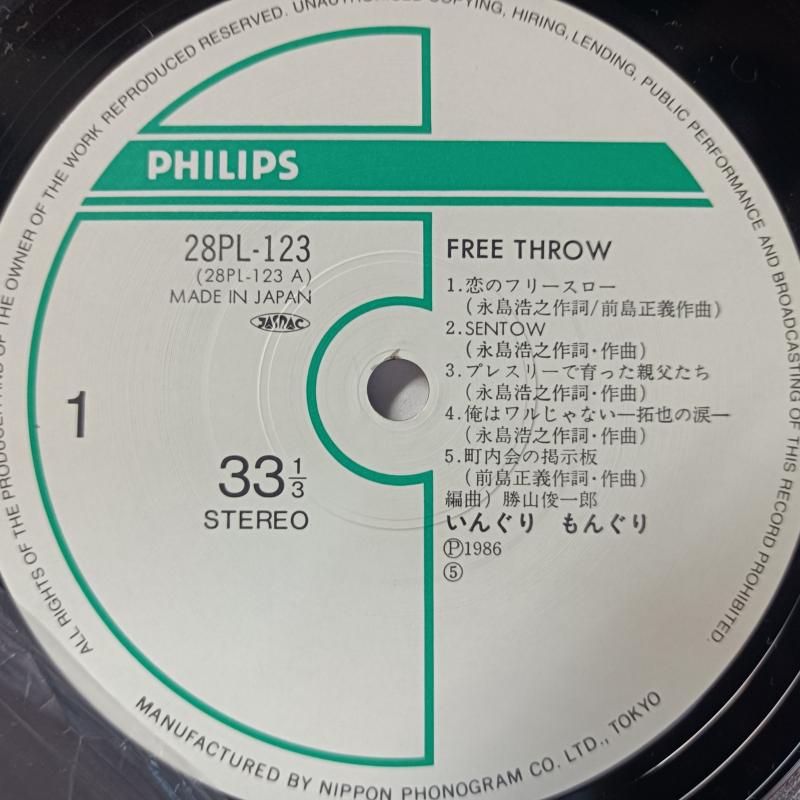 ALL RIGHTS OF THE PRODUCER AND OF THE OWNER OF THE WORK REPRODUCED RESERVED. UNAUTHORISED COPYING, HIRING, LENDING, PUBLIC PERFORMANCE AND BROADCASTING OF THIS RECORD PROHIBITED.
PHILIPS
28PL-123
(28PL-123 A)
MADE IN JAPAN
JASRAC
1
33 1/3
STEREO
FREE THROW
1.恋のフリースロー
(永島浩之作詞/前島正義作曲)
2.SENTOW
(永島浩之作詞・作曲)
3.プレスリーで育った親父たち
(永島浩之作詞・作曲)
4.俺はワルじゃない―拓也の涙―
(永島浩之作詞・作曲)
5.町内会の掲示板
(前島正義作詞・作曲)
編曲) 勝山俊一郎
いんぐり もんぐり
Ⓟ1986
⑤
MANUFACTURED BY NIPPON PHONOGRAM CO. LTD., TOKYO